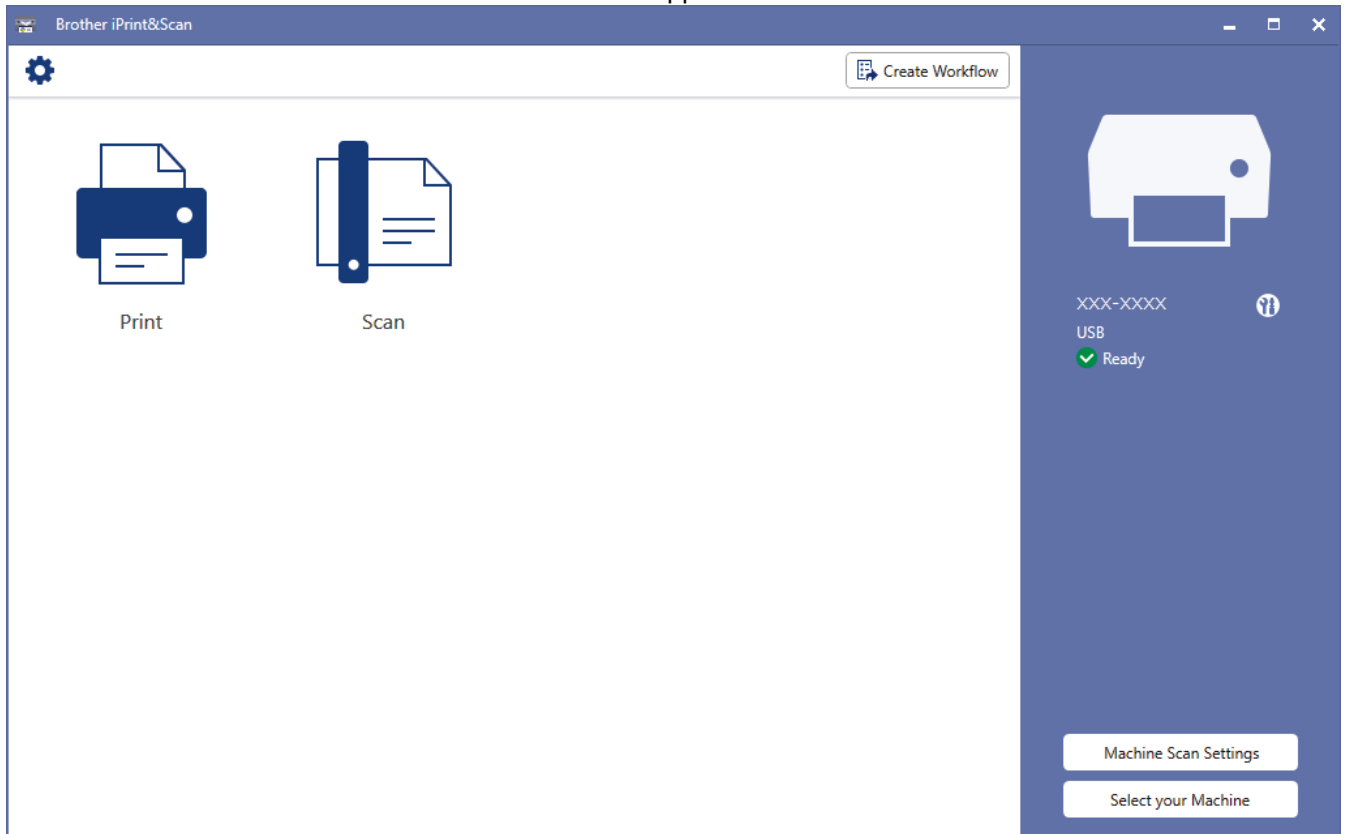 Brother iPrint&Scan
Create Workflow
Print
Scan
XXX-XXXX
USB
Ready
Machine Scan Settings
Select your Machine